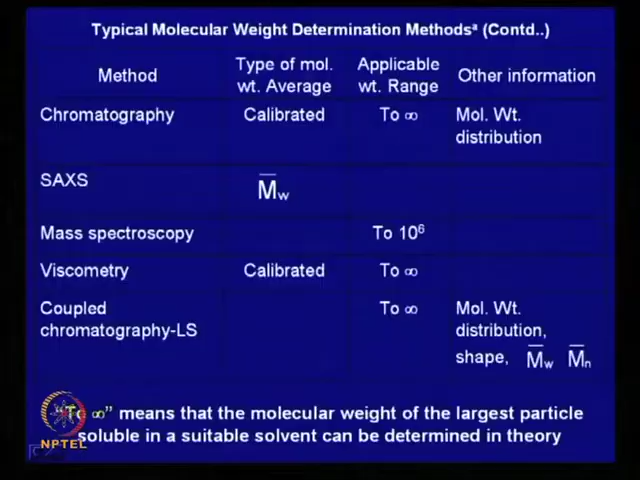 Typical Molecular Weight Determination Methodsᵃ (Contd..)
Method
Type of mol. wt. Average
Applicable wt. Range
Other information
Chromatography
Calibrated
To ∞
Mol. Wt. distribution
SAXS
M̅w
Mass spectroscopy
To 10⁶
Viscometry
Calibrated
To ∞
Coupled chromatography-LS
To ∞
Mol. Wt. distribution, shape, M̅w M̅n
“To ∞” means that the molecular weight of the largest particle
soluble in a suitable solvent can be determined in theory
NPTEL